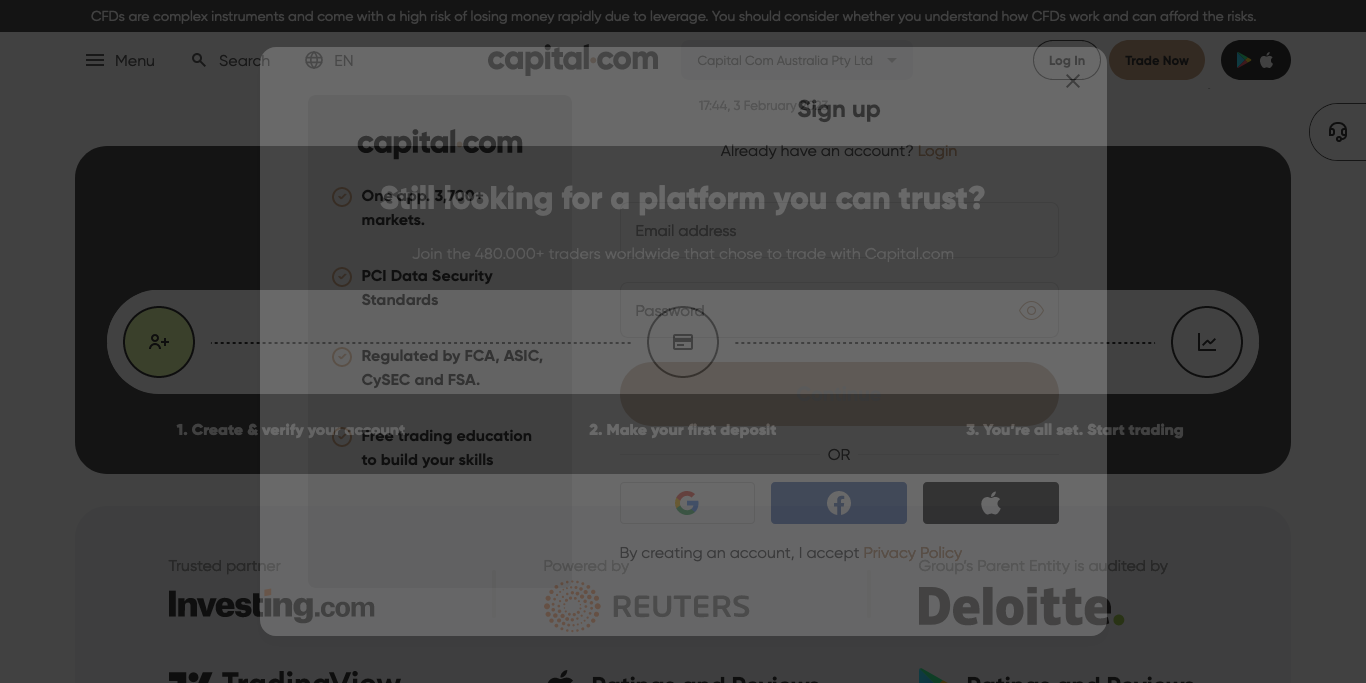 CFDs are complex instruments and come with a high risk of losing money rapidly due to leverage. You should consider whether you understand how CFDs work and can afford the risks.
Menu
Search
EN
capital.com
Capital Com Australia Pty Ltd
Log In
Trade Now
17:44, 3 February
Sign up
capital.com
Already have an account? Login
One app. 3,700+
markets.
Still looking for a platform you can trust?
Email address
Join the 480.000+ traders worldwide that chose to trade with Capital.com
PCI Data Security
Standards
Password
Regulated by FCA, ASIC,
CySEC and FSA.
Free trading education
to build your skills
1. Create & verify your account
2. Make your first deposit
3. You're all set. Start trading
OR
By creating an account, I accept Privacy Policy
Trusted partner
Investing.com
Powered by
REUTERS
Group's Parent Entity is audited by
Deloitte.
TradingView
Ratings and Reviews
Ratings and Reviews